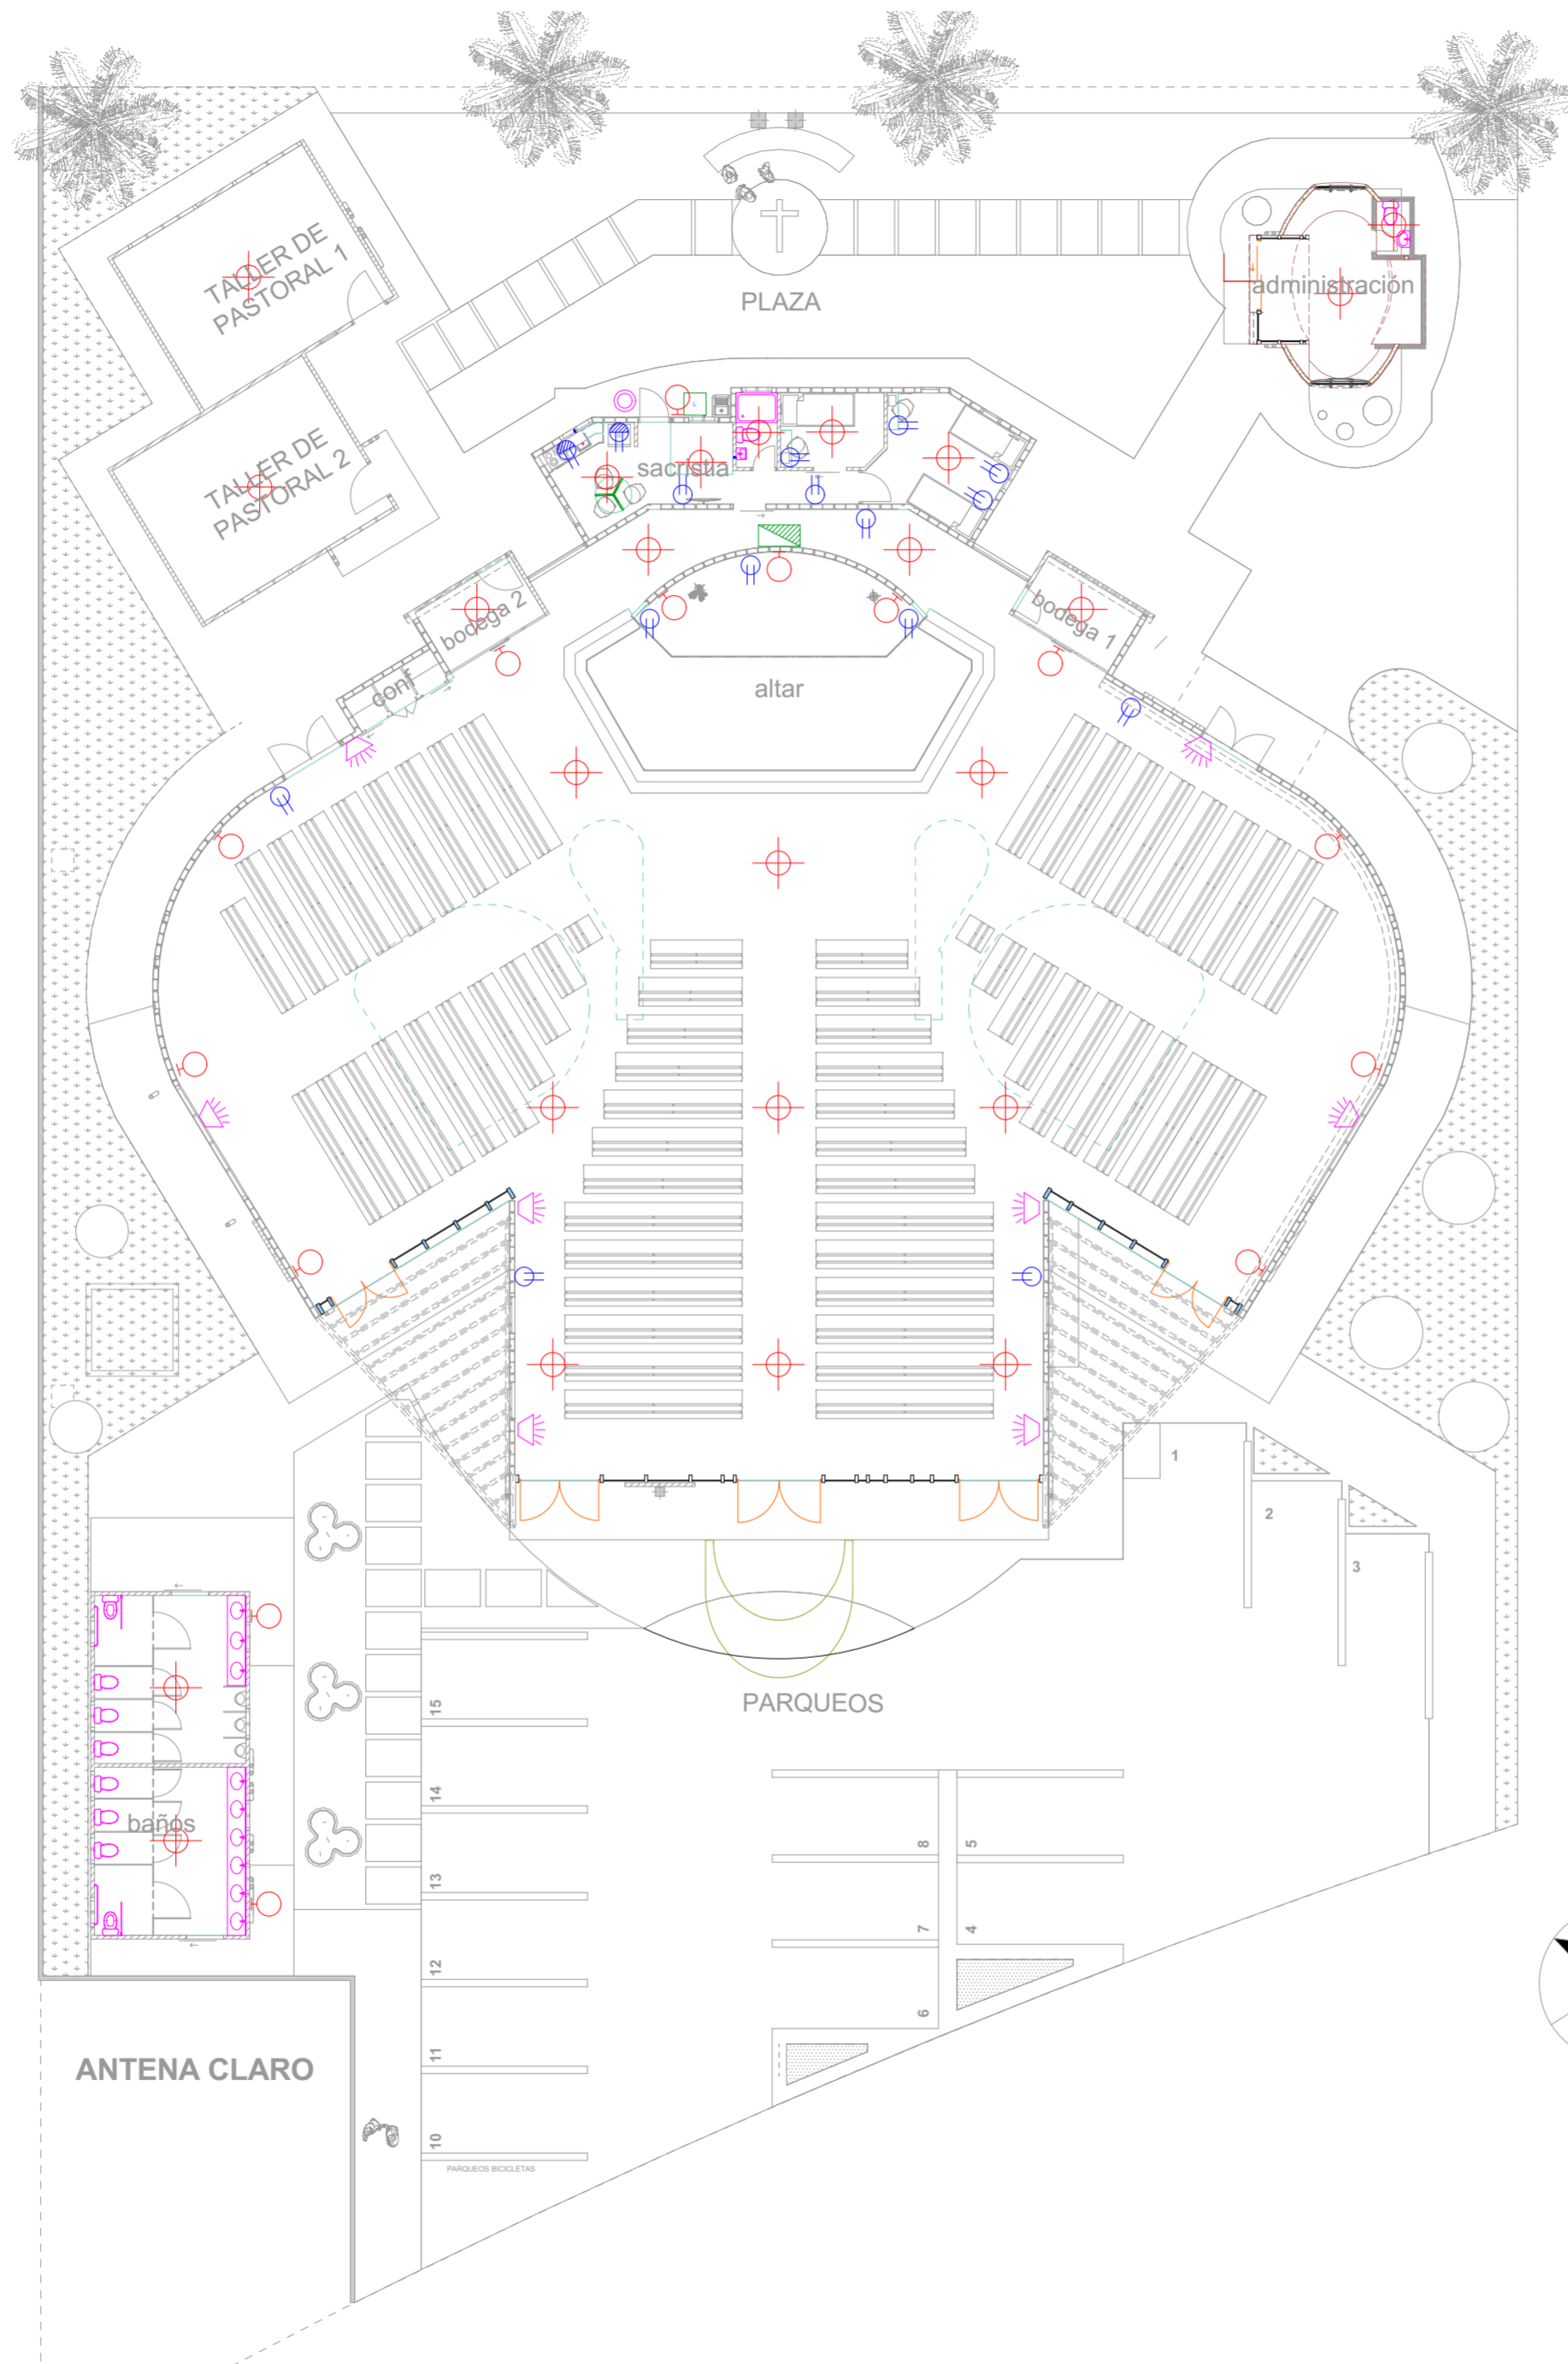 TALLER DE
PASTORAL 1
PLAZA
administración
TALLER DE
PASTORAL 2
sacristia
L
bodega 2
bodega 1
conf
altar
1
2
3
PARQUEOS
15
14
13
12
11
10
8
5
7
4
6
baños
ANTENA CLARO
PARQUEOS BICICLETAS